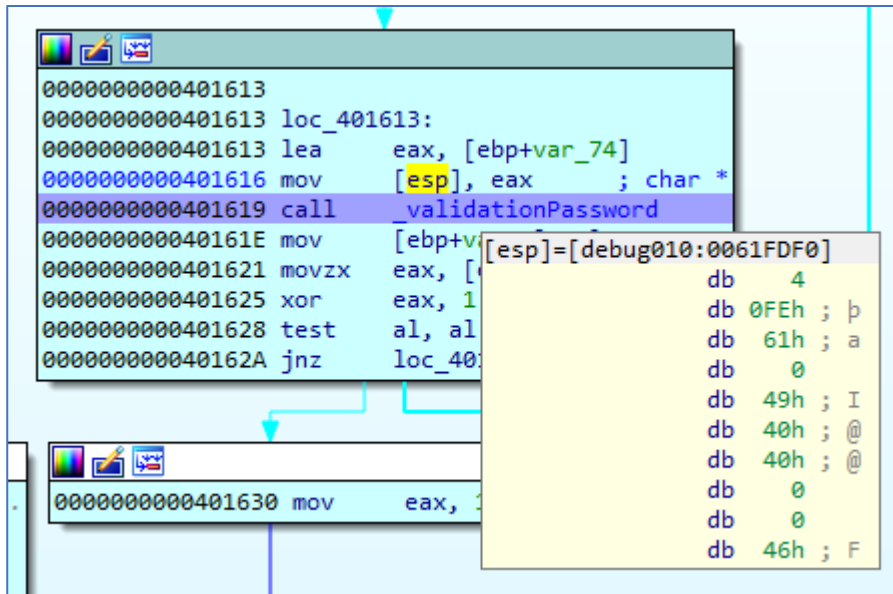 0000000000401613
0000000000401613 loc_401613:
0000000000401613 lea eax, [ebp+var_74]
0000000000401616 mov [esp], eax ; char *
0000000000401619 call _validationPassword
000000000040161E mov [ebp+va
0000000000401621 movzx eax, [
0000000000401625 xor eax, 1
0000000000401628 test al, al
000000000040162A jnz loc_401
[esp]=[debug010:0061FDF0]
db 4
db 0FEh ; þ
db 61h ; a
db 0
db 49h ; I
db 40h ; @
db 40h ; @
db 0
db 0
db 46h ; F
0000000000401630 mov eax, 1